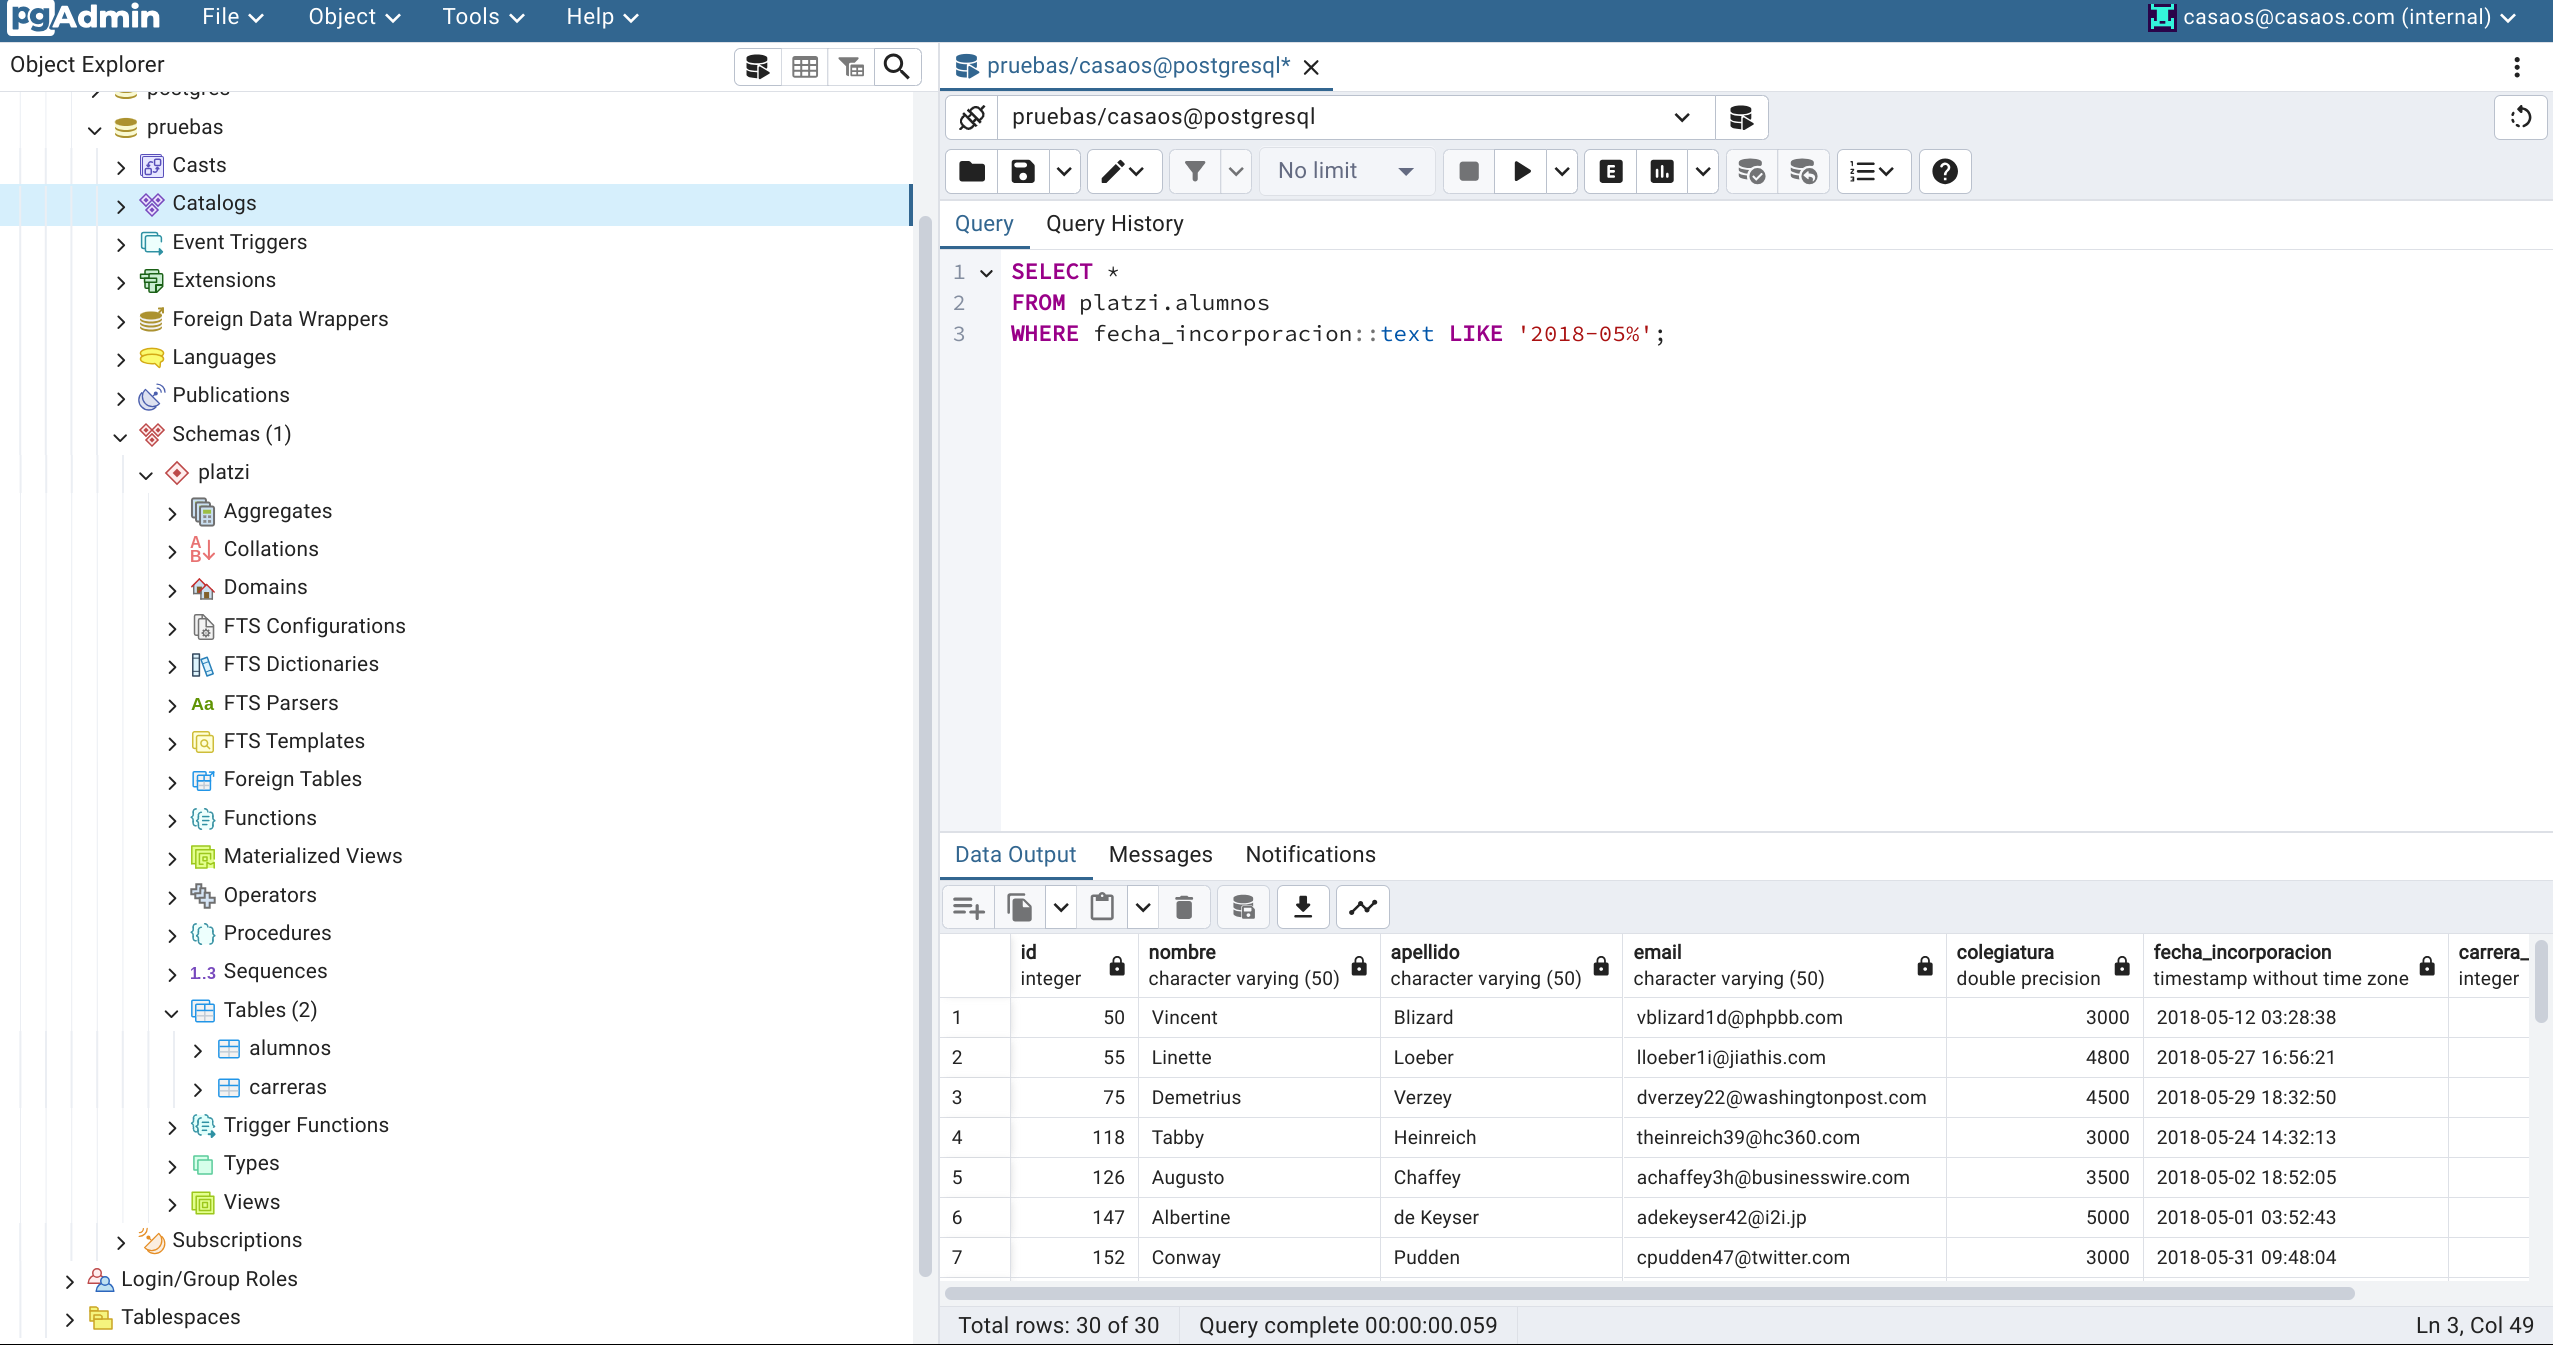 pgAdmin File Object Tools Help casaos@casaos.com (internal)
Object Explorer
postgres
pruebas
Casts
Catalogs
Event Triggers
Extensions
Foreign Data Wrappers
Languages
Publications
Schemas (1)
platzi
Aggregates
Collations
Domains
FTS Configurations
FTS Dictionaries
Aa FTS Parsers
FTS Templates
Foreign Tables
Functions
Materialized Views
Operators
Procedures
1..3 Sequences
Tables (2)
alumnos
carreras
Trigger Functions
Types
Views
Subscriptions
Login/Group Roles
Tablespaces
pruebas/casaos@postgresql*
pruebas/casaos@postgresql
No limit E
Query Query History
1 SELECT *
2 FROM platzi.alumnos
3 WHERE fecha_incorporacion::text LIKE '2018-05%';
Data Output Messages Notifications
id nombre apellido email colegiatura fecha_incorporacion carrera_
integer character varying (50) character varying (50) character varying (50) double precision timestamp without time zone integer
1 50 Vincent Blizard vblizard1d@phpbb.com 3000 2018-05-12 03:28:38
2 55 Linette Loeber lloeber1i@jiathis.com 4800 2018-05-27 16:56:21
3 75 Demetrius Verzey dverzey22@washingtonpost.com 4500 2018-05-29 18:32:50
4 118 Tabby Heinreich theinreich39@hc360.com 3000 2018-05-24 14:32:13
5 126 Augusto Chaffey achaffey3h@businesswire.com 3500 2018-05-02 18:52:05
6 147 Albertine de Keyser adekeyser42@i2i.jp 5000 2018-05-01 03:52:43
7 152 Conway Pudden cpudden47@twitter.com 3000 2018-05-31 09:48:04
Total rows: 30 of 30 Query complete 00:00:00.059 Ln 3, Col 49